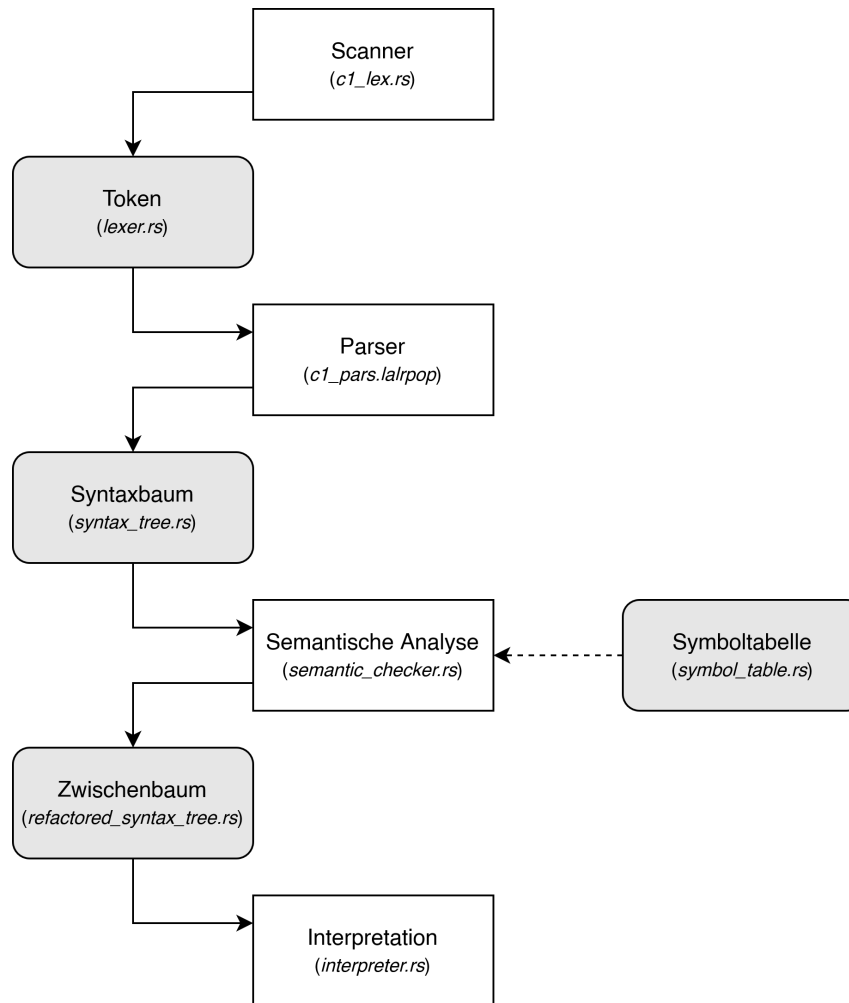 Scanner
(c1_lex.rs)
Token
(lexer.rs)
Parser
(c1_pars.lalrpop)
Syntaxbaum
(syntax_tree.rs)
Semantische Analyse
(semantic_checker.rs)
Symboltabelle
(symbol_table.rs)
Zwischenbaum
(refactored_syntax_tree.rs)
Interpretation
(interpreter.rs)